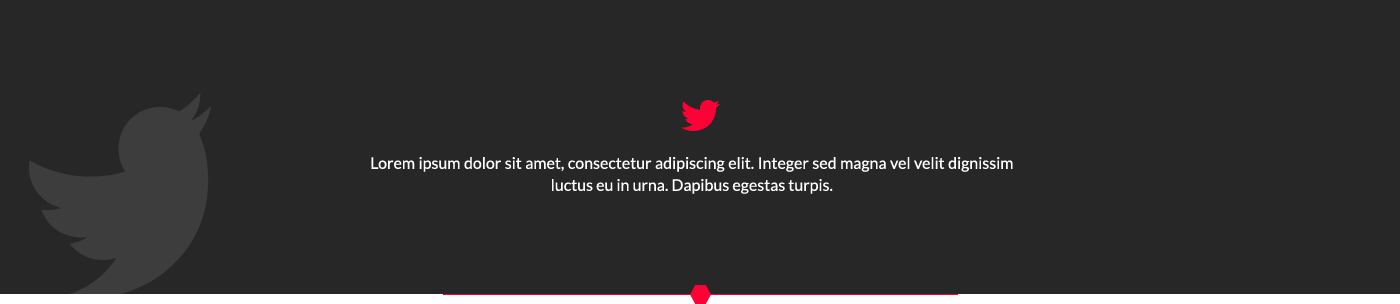 Lorem ipsum dolor sit amet, consectetur adipiscing elit. Integer sed magna vel velit dignissim
luctus eu in urna. Dapibus egestas turpis.